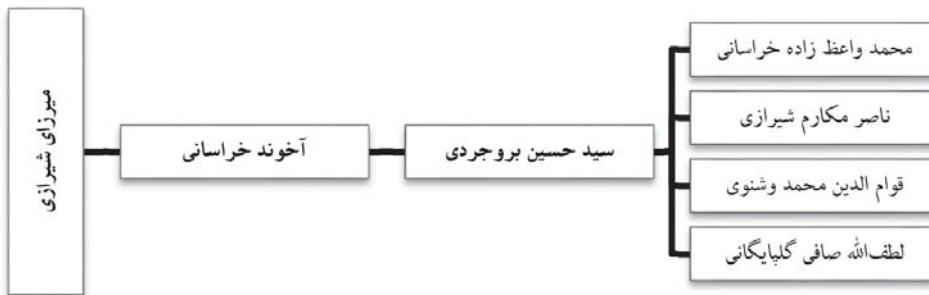 محمد واعظ زاده خراسانی
ناصر مکارم شیرازی
قوام الدین محمد وشنوی
لطف‌الله صافی گلپایگانی
سید حسین بروجردی
آخوند خراسانی
میرزای شیرازی